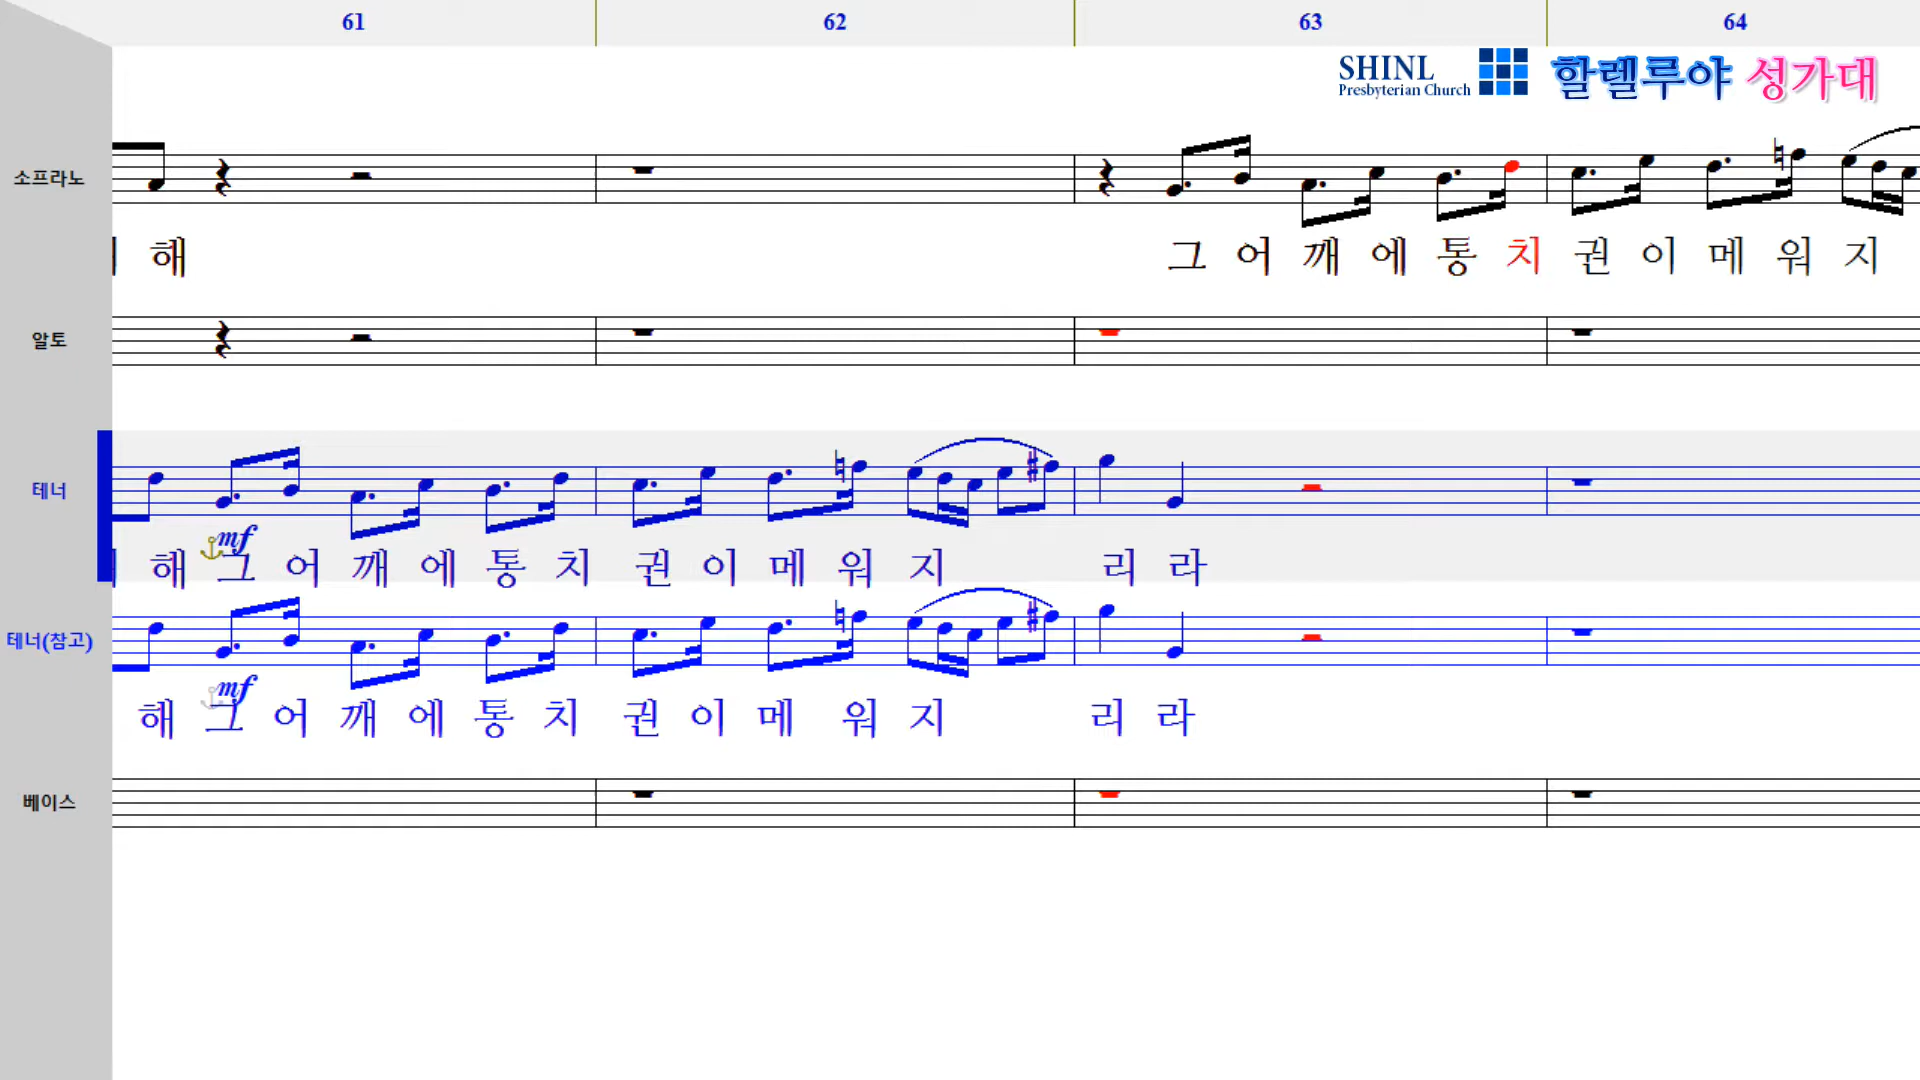 61 62 63 64
SHINL
Presbyterian Church
할렐루야 성가대
소프라노
해 그 어 깨 에 통 치 권 이 메 워 지
알토
테너
mf
해 그 어 깨 에 통 치 권 이 메 워 지 리 라
테너(참고)
mf
해 그 어 깨 에 통 치 권 이 메 워 지 리 라
베이스